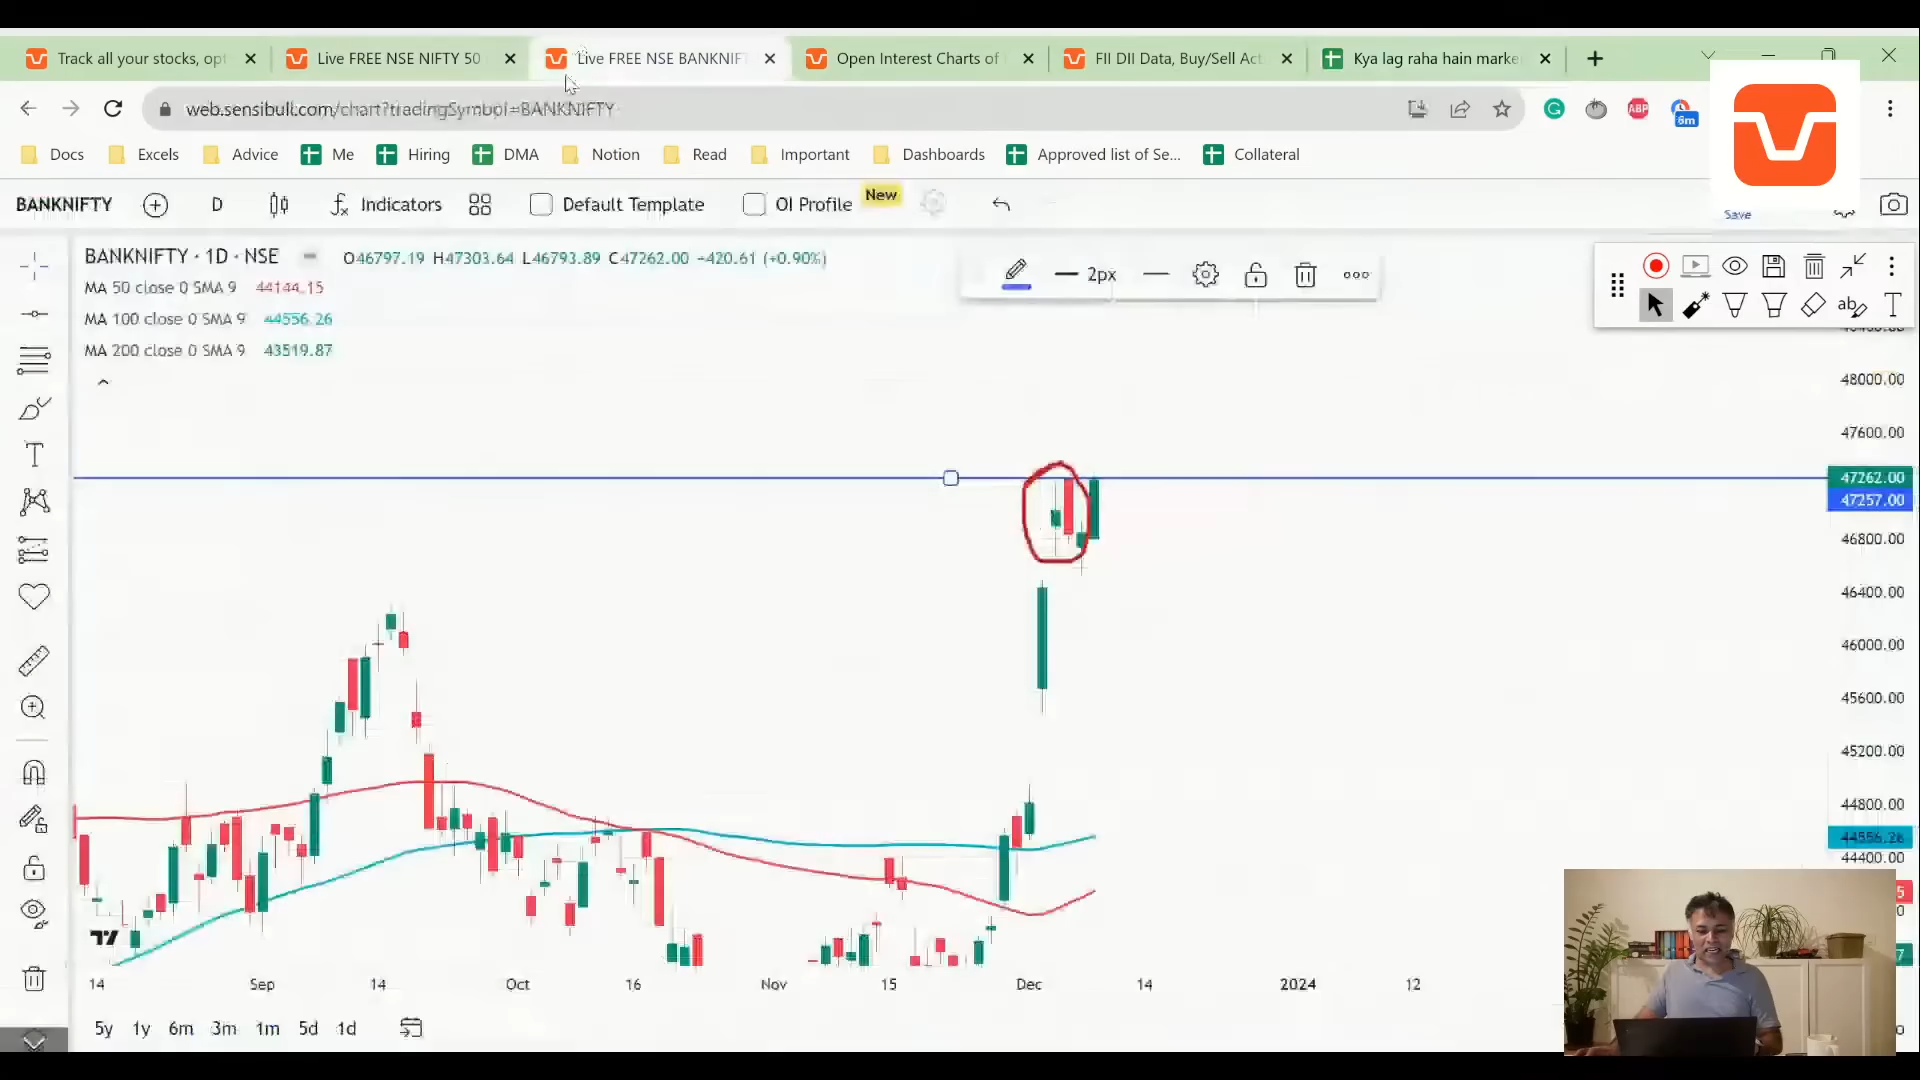 Track all your stocks, opt
Live FREE NSE NIFTY 50
Live FREE NSE BANKNIFT
Open Interest Charts of
FII DII Data, Buy/Sell Act
Kya lag raha hain marke
web.sensibull.com/chart?tradingSymbol=BANKNIFTY
ABP
6m
Docs
Excels
Advice
Me
Hiring
DMA
Notion
Read
Important
Dashboards
Approved list of Se...
Collateral
BANKNIFTY
D
Indicators
Default Template
OI Profile
New
Save
BANKNIFTY · 1D · NSE
O46797.19 H47303.64 L46793.89 C47262.00 −420.61 (+0.90%)
2px
MA 50 close 0 SMA 9 44144.15
MA 100 close 0 SMA 9 44556.26
MA 200 close 0 SMA 9 43519.87
48000.00
47600.00
47262.00
47257.00
46800.00
46400.00
46000.00
45600.00
45200.00
44800.00
44556.26
44400.00
14
Sep
14
Oct
16
Nov
15
Dec
14
2024
12
5y 1y 6m 3m 1m 5d 1d